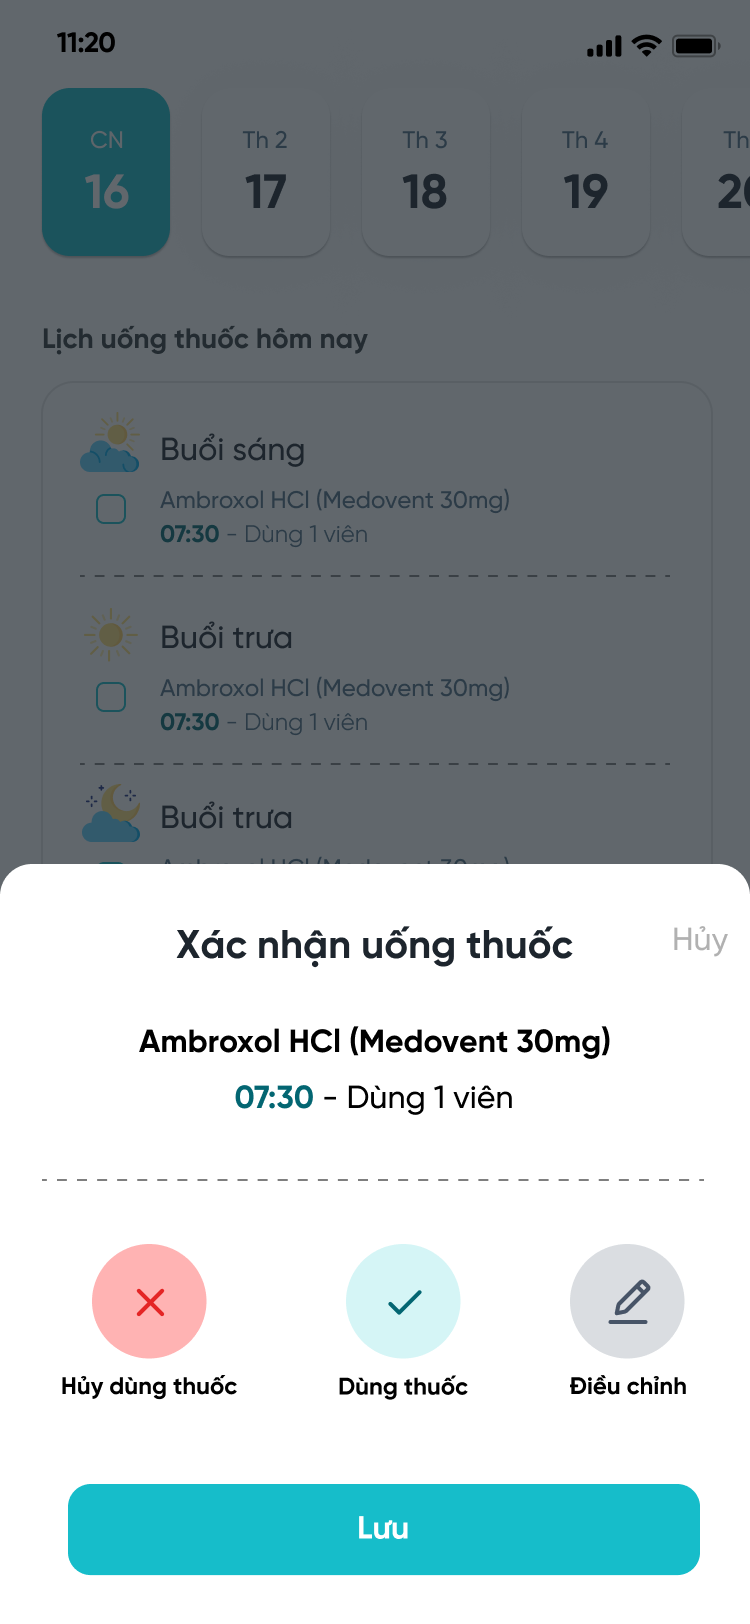 11:20
CN
Th 2
Th 3
Th 4
Th
16
17
18
19
Lịch uống thuốc hôm nay
Buổi sáng
Ambroxol HCl (Medovent 30mg)
07:30 - Dùng 1 viên
Buổi trưa
Ambroxol HCl (Medovent 30mg)
07:30 - Dùng 1 viên
Buổi trưa
Xác nhận uống thuốc
Hủy
Ambroxol HCl (Medovent 30mg)
07:30 - Dùng 1 viên
Hủy dùng thuốc
Dùng thuốc
Điều chỉnh
Lưu